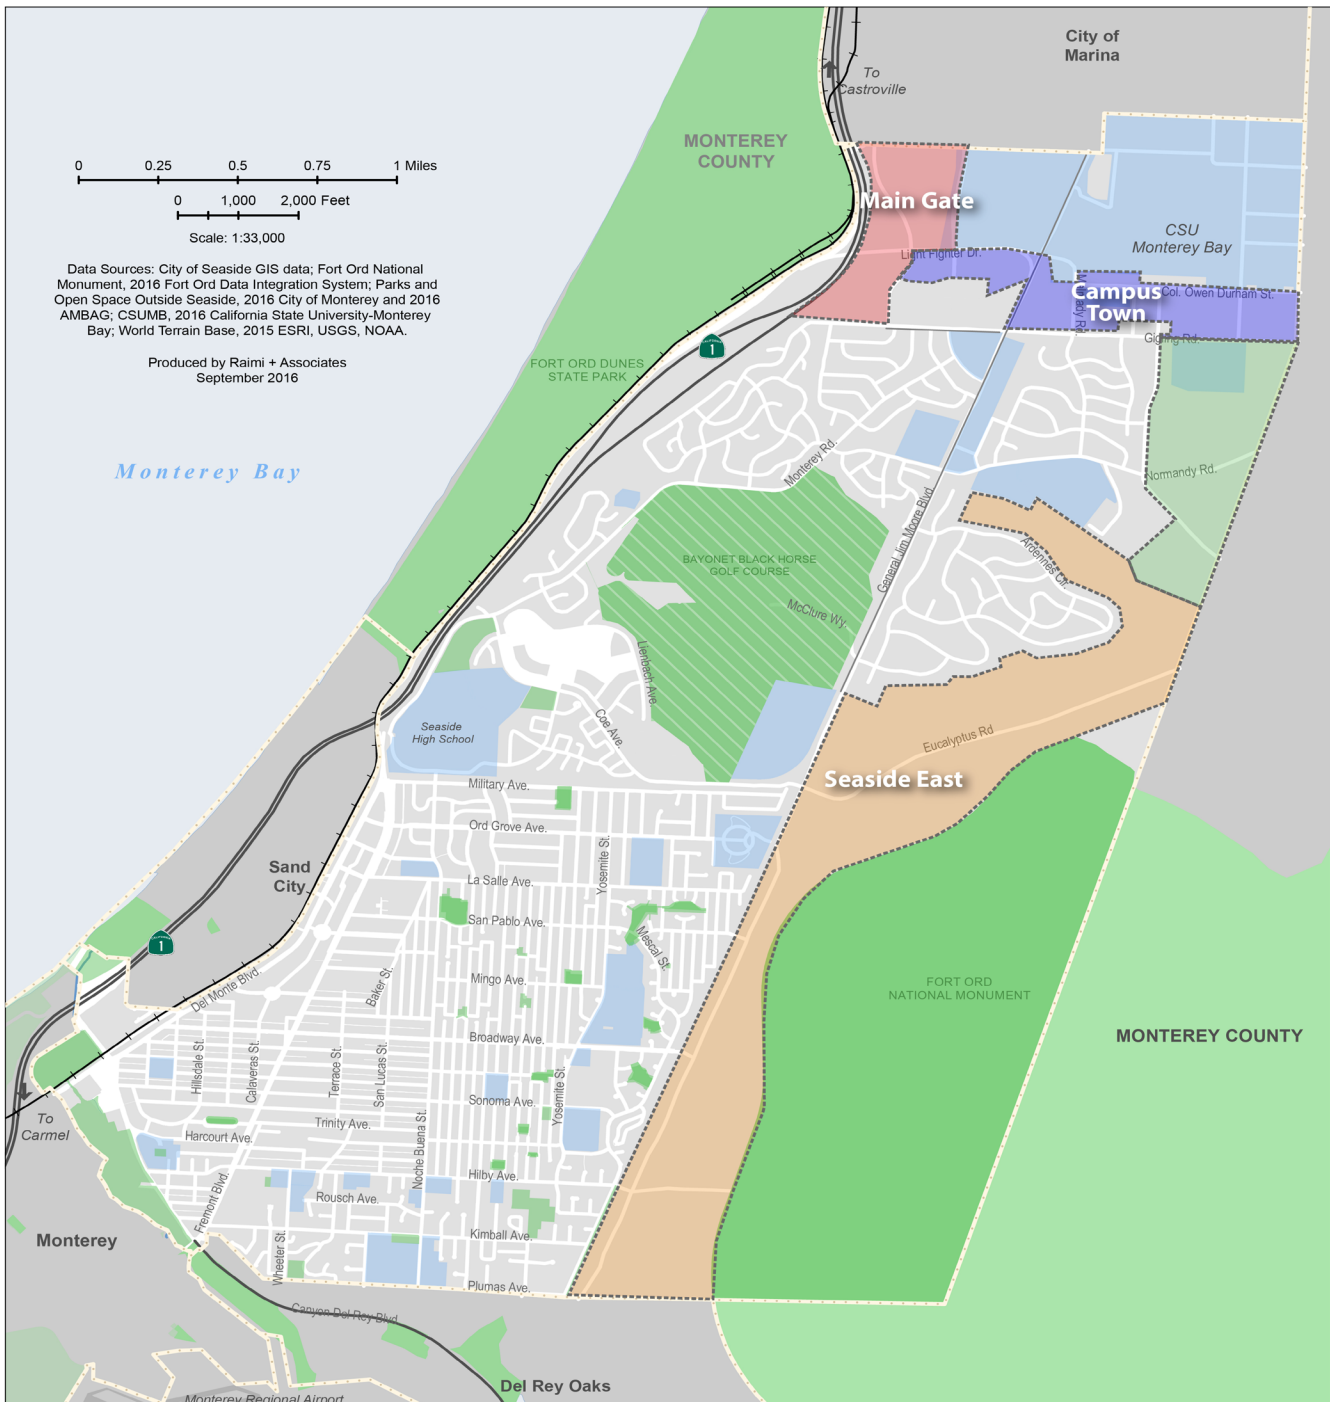 City of
Marina
To
Castroville
MONTEREY
COUNTY
0 0.25 0.5 0.75 1 Miles
0 1,000 2,000 Feet
Scale: 1:33,000
Data Sources: City of Seaside GIS data; Fort Ord National
Monument, 2016 Fort Ord Data Integration System; Parks and
Open Space Outside Seaside, 2016 City of Monterey and 2016
AMBAG; CSUMB, 2016 California State University-Monterey
Bay; World Terrain Base, 2015 ESRI, USGS, NOAA.
Produced by Raimi + Associates
September 2016
Main Gate
CSU
Monterey Bay
Light Fighter Dr.
Campus
Town
Col. Owen Durham St.
Gigling Rd.
CALIFORNIA
1
FORT ORD DUNES
STATE PARK
Monterey Bay
Monterey Rd.
Normandy Rd.
General Jim Moore Blvd.
Ardennes Cir.
BAYONET BLACK HORSE
GOLF COURSE
McClure Wy.
Lienbach Ave.
Coe Ave.
Seaside
High School
Eucalyptus Rd
Seaside East
Military Ave.
Ord Grove Ave.
Yosemite St.
La Salle Ave.
San Pablo Ave.
Mescal St.
Sand
City
CALIFORNIA
1
Mingo Ave.
Baker St.
Del Monte Blvd.
FORT ORD
NATIONAL MONUMENT
MONTEREY COUNTY
Broadway Ave.
Hillsdale St.
Calaveras St.
Terrace St.
San Lucas St.
Yosemite St.
Sonoma Ave.
Trinity Ave.
Harcourt Ave.
Noche Buena St.
Hilby Ave.
Rousch Ave.
Fremont Blvd.
Kimball Ave.
Wheeler St.
Plumas Ave.
To
Carmel
Monterey
Canyon Del Rey Blvd
Del Rey Oaks
Monterey Regional Airport